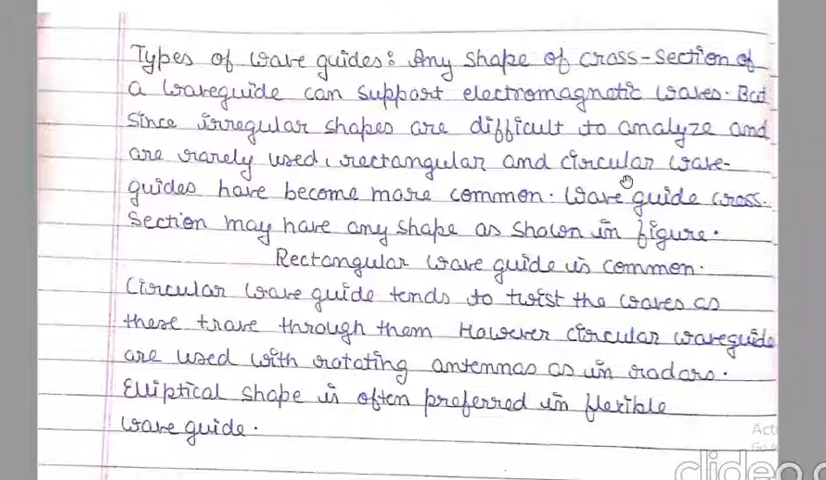 Types of wave guides: Any shape of cross-section of
a waveguide can support electromagnetic waves. But
since irregular shapes are difficult to analyze and
are rarely used, rectangular and circular wave-
guides have become more common. Wave guide cross-
section may have any shape as shown in figure.
Rectangular wave guide is common.
Circular wave guide tends to twist the waves as
these trave through them However circular waveguide
are used with rotating antennas as in radars.
Elliptical shape is often preferred in flexible
wave guide.